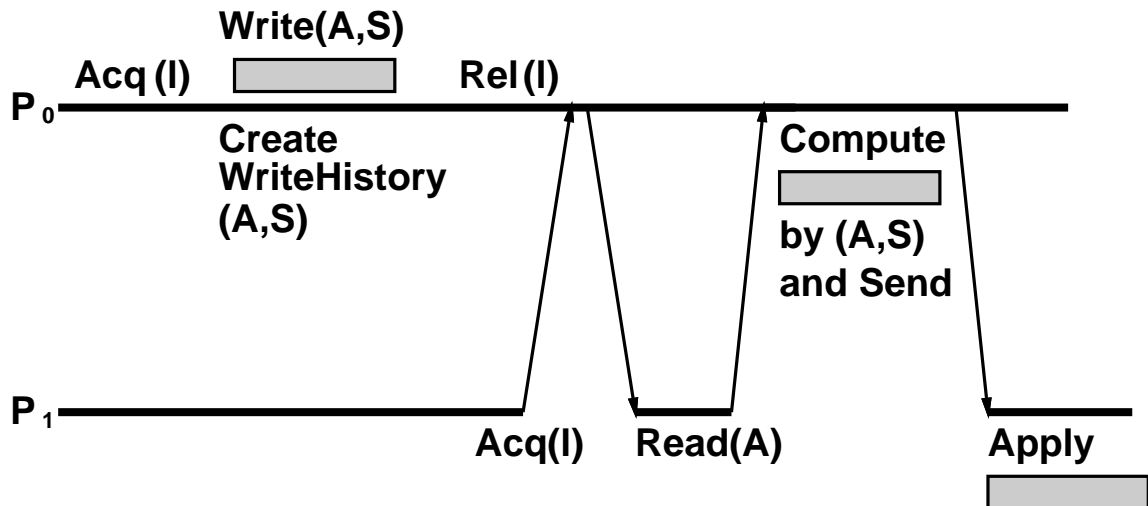 Write(A,S)
Acq (l) Rel (l)
P 0
Create
WriteHistory
(A,S)
Compute
by (A,S)
and Send
P 1
Acq(l) Read(A) Apply